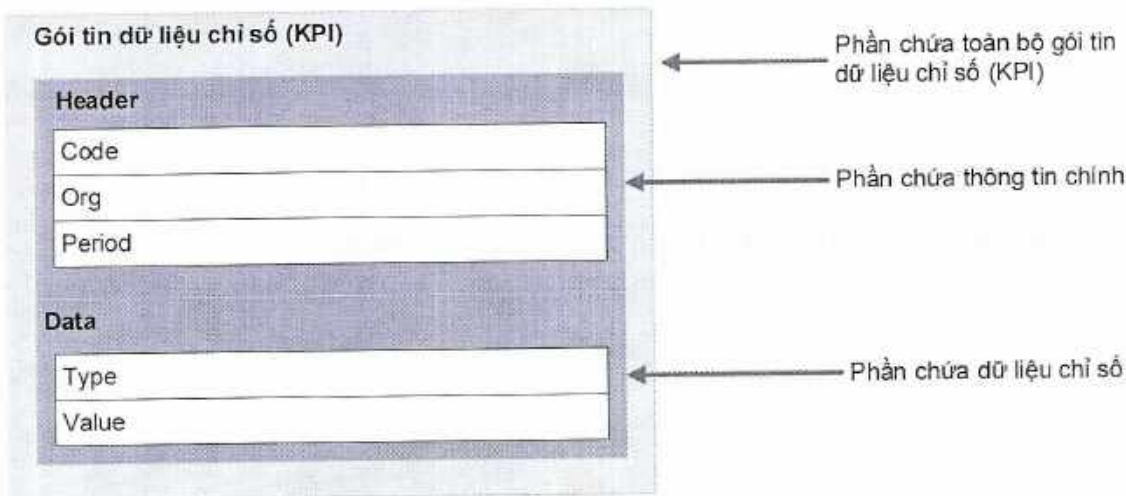 Gói tin dữ liệu chỉ số (KPI)
Phần chứa toàn bộ gói tin
dữ liệu chỉ số (KPI)
Header
Code
Org
Period
Phần chứa thông tin chính
Data
Type
Value
Phần chứa dữ liệu chỉ số